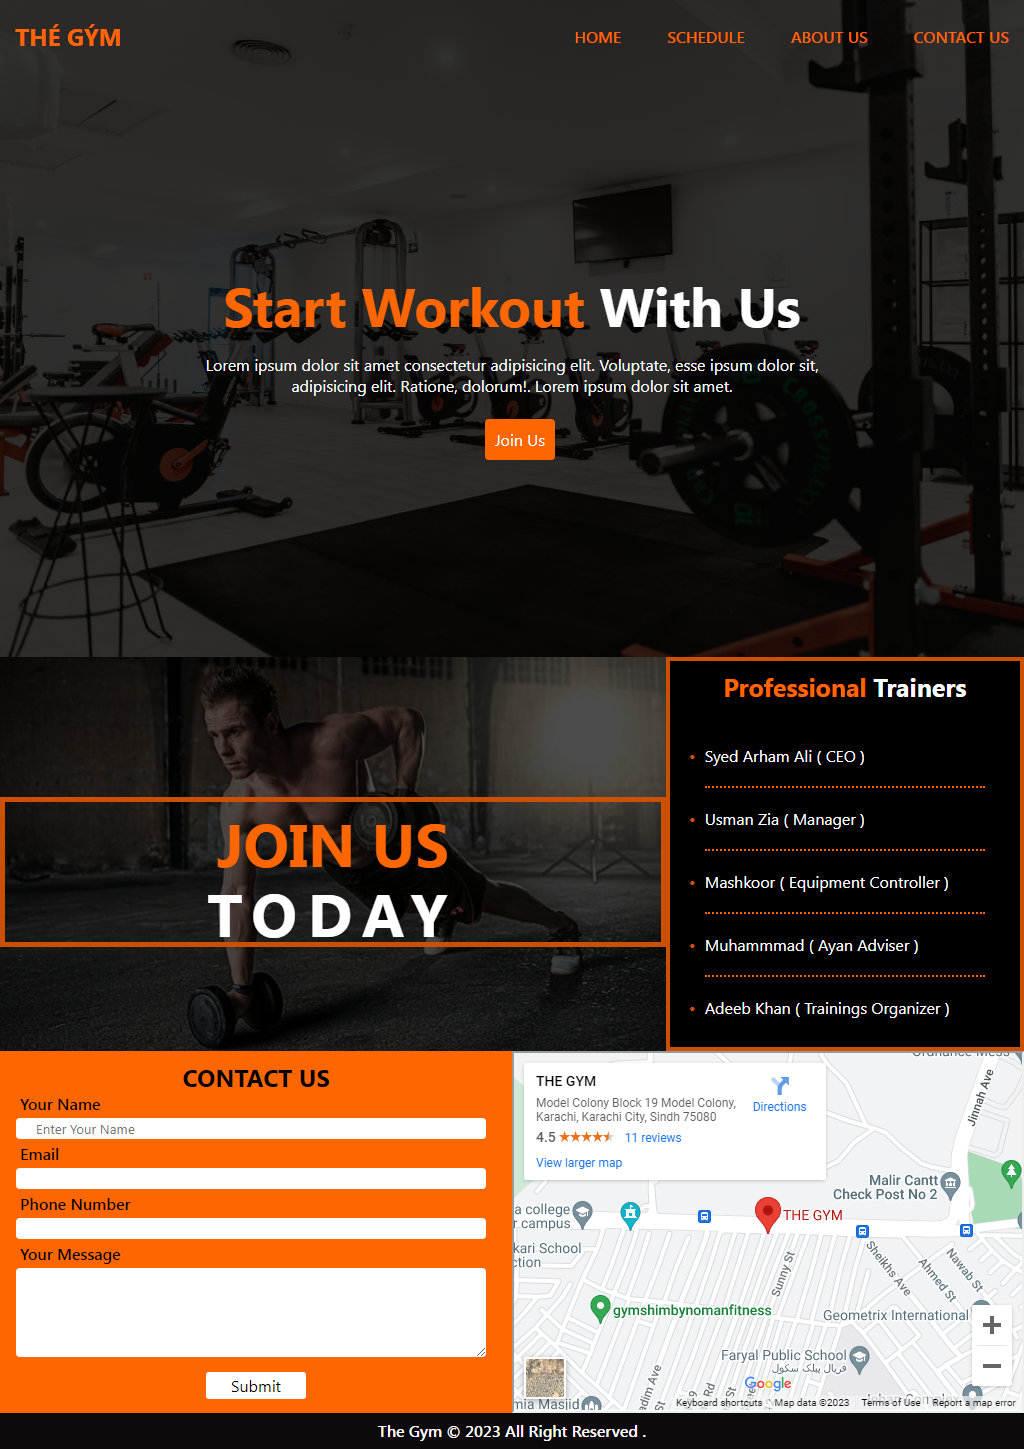 THÉ GÝM
HOME SCHEDULE ABOUT US CONTACT US
Start Workout With Us
Lorem ipsum dolor sit amet consectetur adipisicing elit. Voluptate, esse ipsum dolor sit,
adipisicing elit. Ratione, dolorum!. Lorem ipsum dolor sit amet.
Join Us
JOIN US
TODAY
Professional Trainers
Syed Arham Ali ( CEO )
Usman Zia ( Manager )
Mashkoor ( Equipment Controller )
Muhammmad ( Ayan Adviser )
Adeeb Khan ( Trainings Organizer )
CONTACT US
Your Name
Enter Your Name
Email
Phone Number
Your Message
Submit
THE GYM
Model Colony Block 19 Model Colony,
Karachi, Karachi City, Sindh 75080
4.5 11 reviews
View larger map
Directions
Jinnah Ave
Malir Cantt
Check Post No 2
a college
r campus
THE GYM
kari School
ction
Sunny St
Sheikhs Ave
Ahmed St
Nawab St
gymshimbynomanfitness
Geometrix International
Faryal Public School
فریال پبلک سکول
Google
adim Ave
Rd
St
mia Masjid
Keyboard shortcuts Map data ©2023 Terms of Use Report a map error
The Gym © 2023 All Right Reserved .